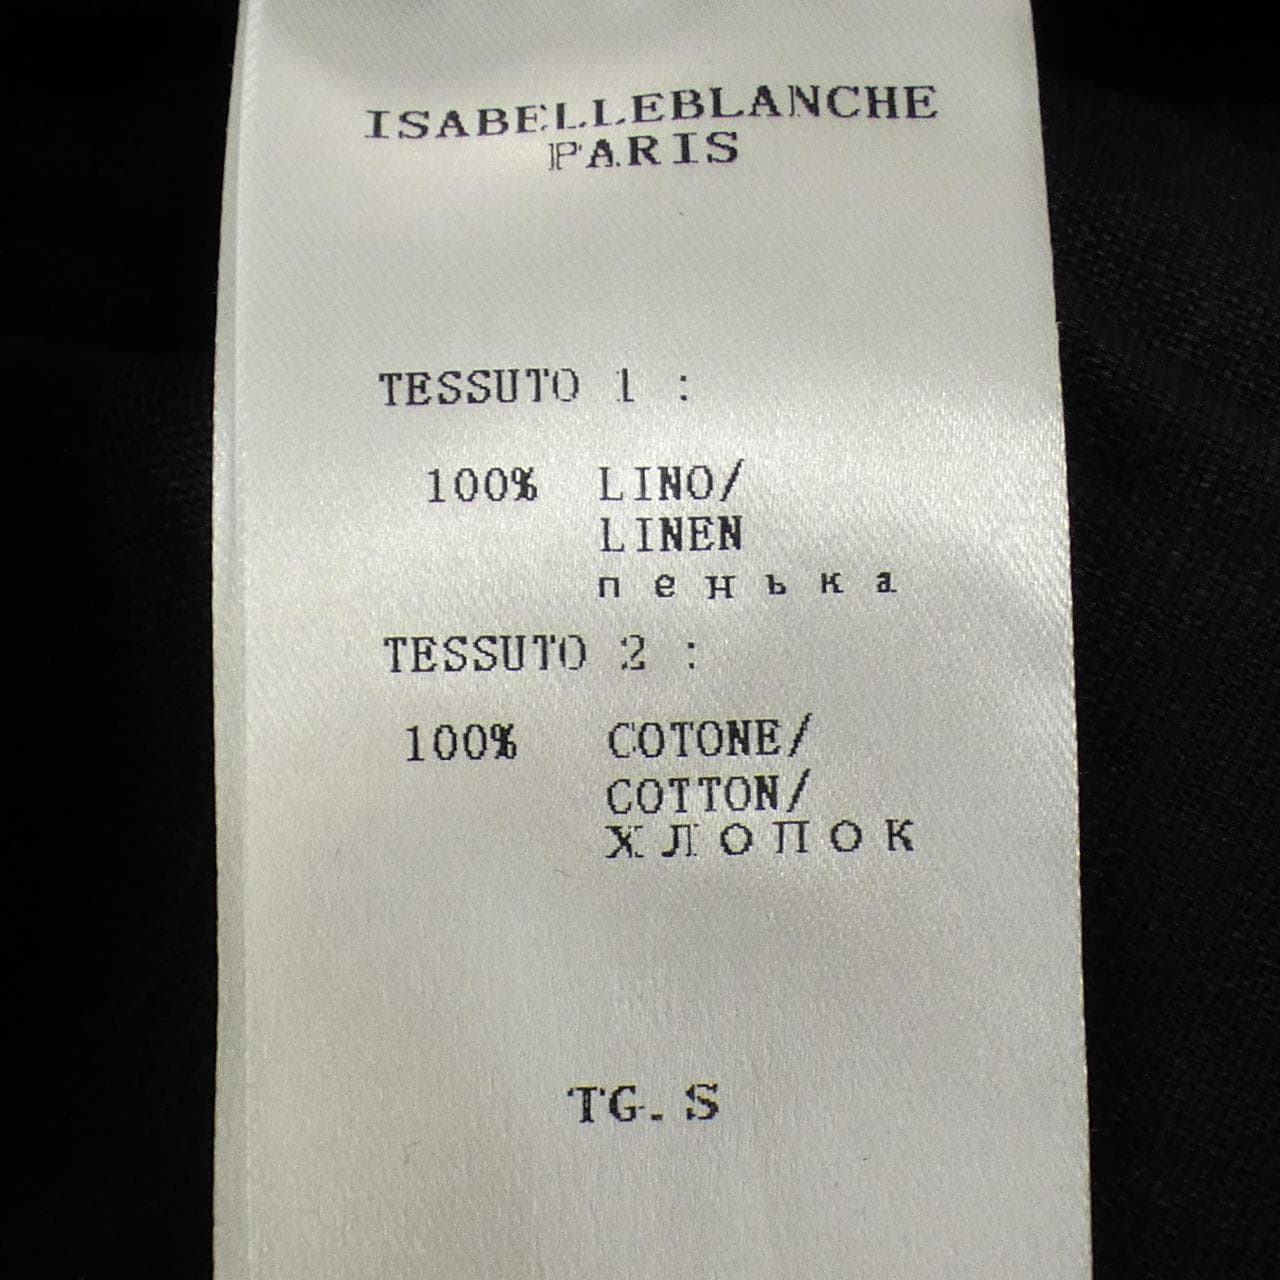 ISABELLEBLANCHE
PARIS
TESSUTO 1 :
100% LINO/
LINEN
пенька
TESSUTO 2 :
100% COTONE/
COTTON/
ХЛОПОК
TG. S